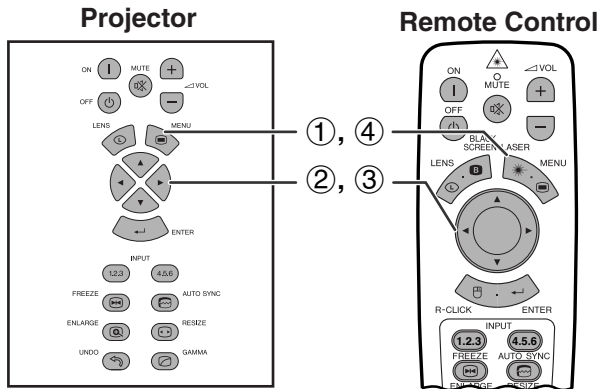 Projector
Remote Control
ON
MUTE
VOL
OFF
LENS
MENU
L
ENTER
INPUT
1.2.3
4.5.6
FREEZE
AUTO SYNC
ENLARGE
RESIZE
UNDO
GAMMA
①, ④
②, ③
ON
MUTE
VOL
OFF
BLACK
SCREEN
LASER
LENS
B
MENU
L
R-CLICK
ENTER
INPUT
1.2.3
4.5.6
FREEZE
AUTO SYNC
ENLARGE
RESIZE